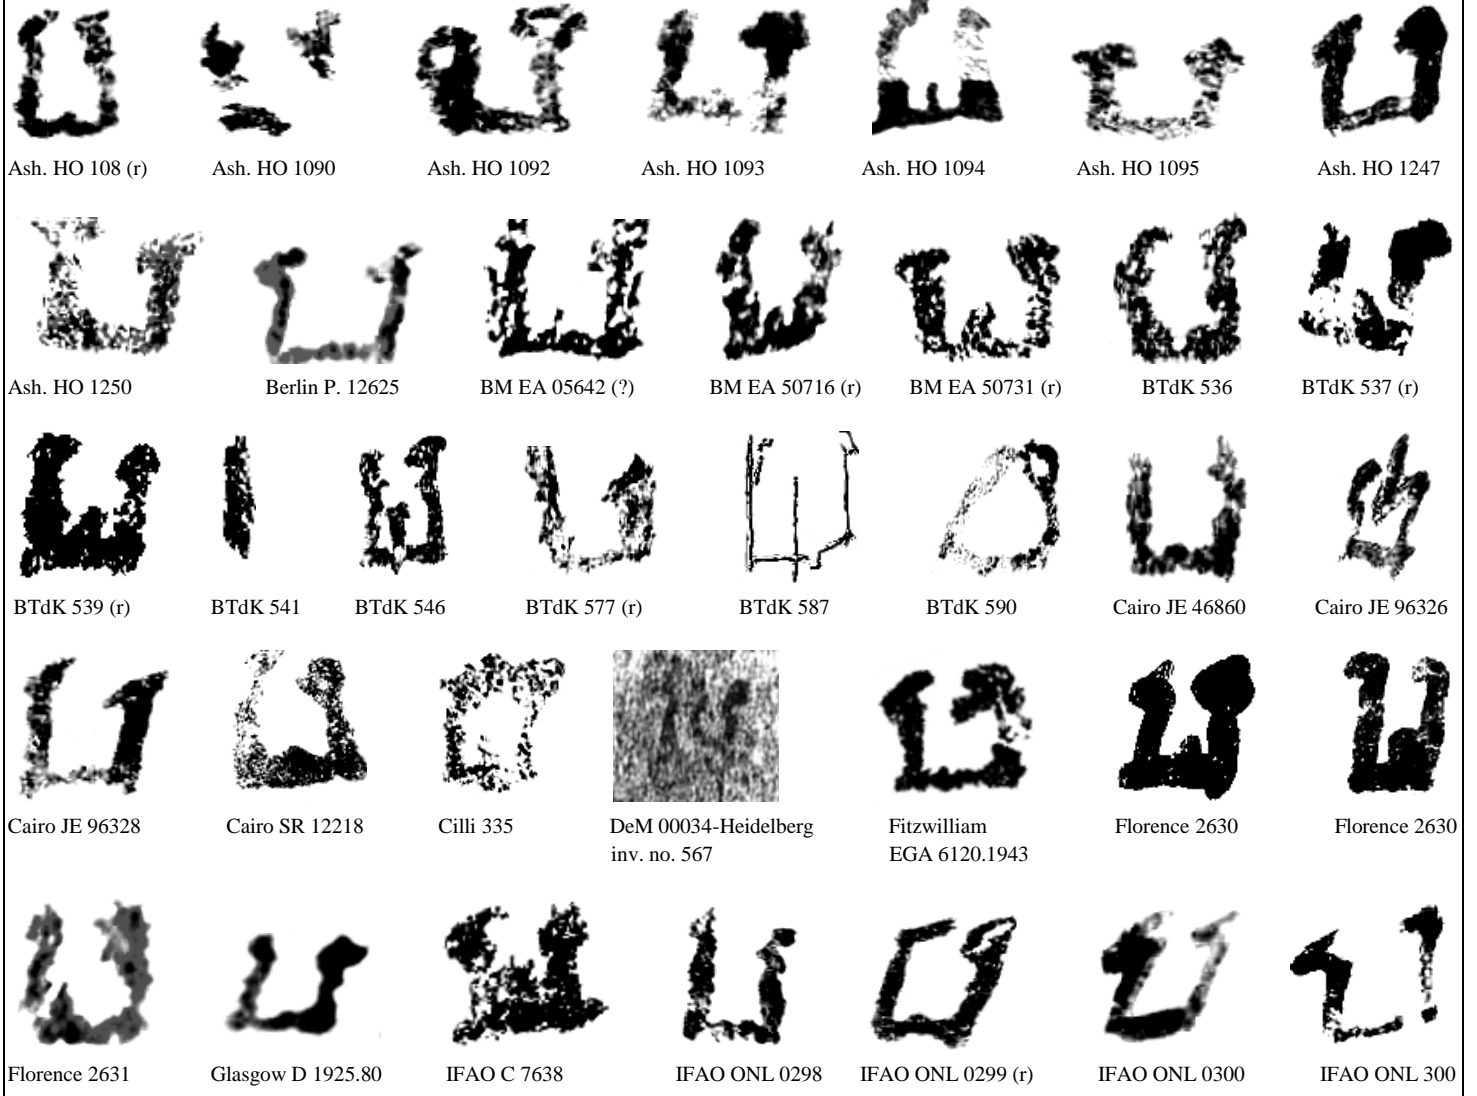 Ash. HO 108 (r) Ash. HO 1090 Ash. HO 1092 Ash. HO 1093 Ash. HO 1094 Ash. HO 1095 Ash. HO 1247
Ash. HO 1250 Berlin P. 12625 BM EA 05642 (?) BM EA 50716 (r) BM EA 50731 (r) BTdK 536 BTdK 537 (r)
BTdK 539 (r) BTdK 541 BTdK 546 BTdK 577 (r) BTdK 587 BTdK 590 Cairo JE 46860 Cairo JE 96326
Cairo JE 96328 Cairo SR 12218 Cilli 335 DeM 00034-Heidelberg Fitzwilliam Florence 2630 Florence 2630
inv. no. 567 EGA 6120.1943
Florence 2631 Glasgow D 1925.80 IFAO C 7638 IFAO ONL 0298 IFAO ONL 0299 (r) IFAO ONL 0300 IFAO ONL 300